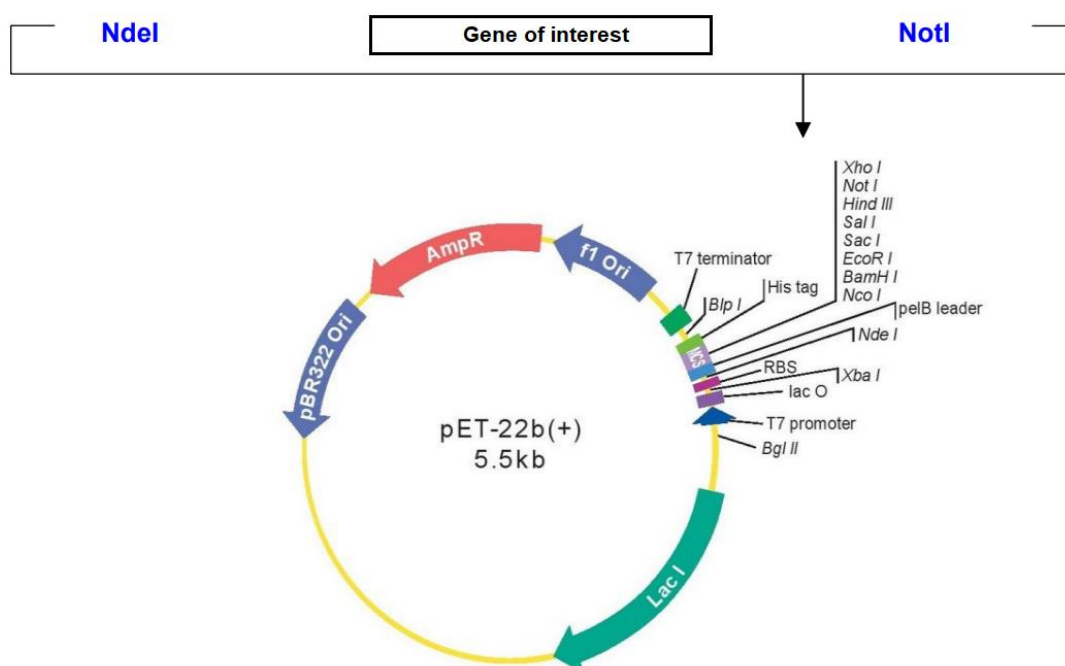 NdeI
Gene of interest
NotI
Xho I
Not I
Hind III
Sal I
Sac I
EcoR I
BamH I
Nco I
pelB leader
Nde I
Xba I
T7 terminator
Blp I
His tag
MCS
RBS
lac O
T7 promoter
Bgl II
f1 Ori
AmpR
pBR322 Ori
pET-22b(+)
5.5kb
Lac I